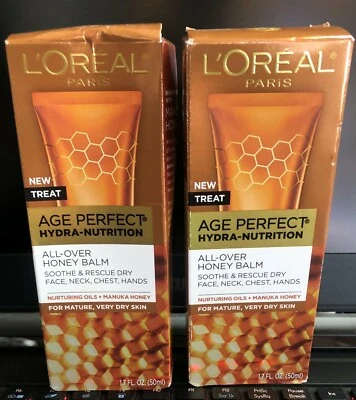 L'ORÉAL
PARIS
NEW
TREAT
AGE PERFECT®
HYDRA-NUTRITION
ALL-OVER
HONEY BALM
SOOTHE & RESCUE DRY
FACE, NECK, CHEST, HANDS
NURTURING OILS + MANUKA HONEY
FOR MATURE, VERY DRY SKIN
1.7 FL. OZ. (50ml)
L'ORÉAL
PARIS
NEW
TREAT
AGE PERFECT®
HYDRA-NUTRITION
ALL-OVER
HONEY BALM
SOOTHE & RESCUE DRY
FACE, NECK, CHEST, HANDS
NURTURING OILS + MANUKA HONEY
FOR MATURE, VERY DRY SKIN
1.7 FL. OZ. (50ml)